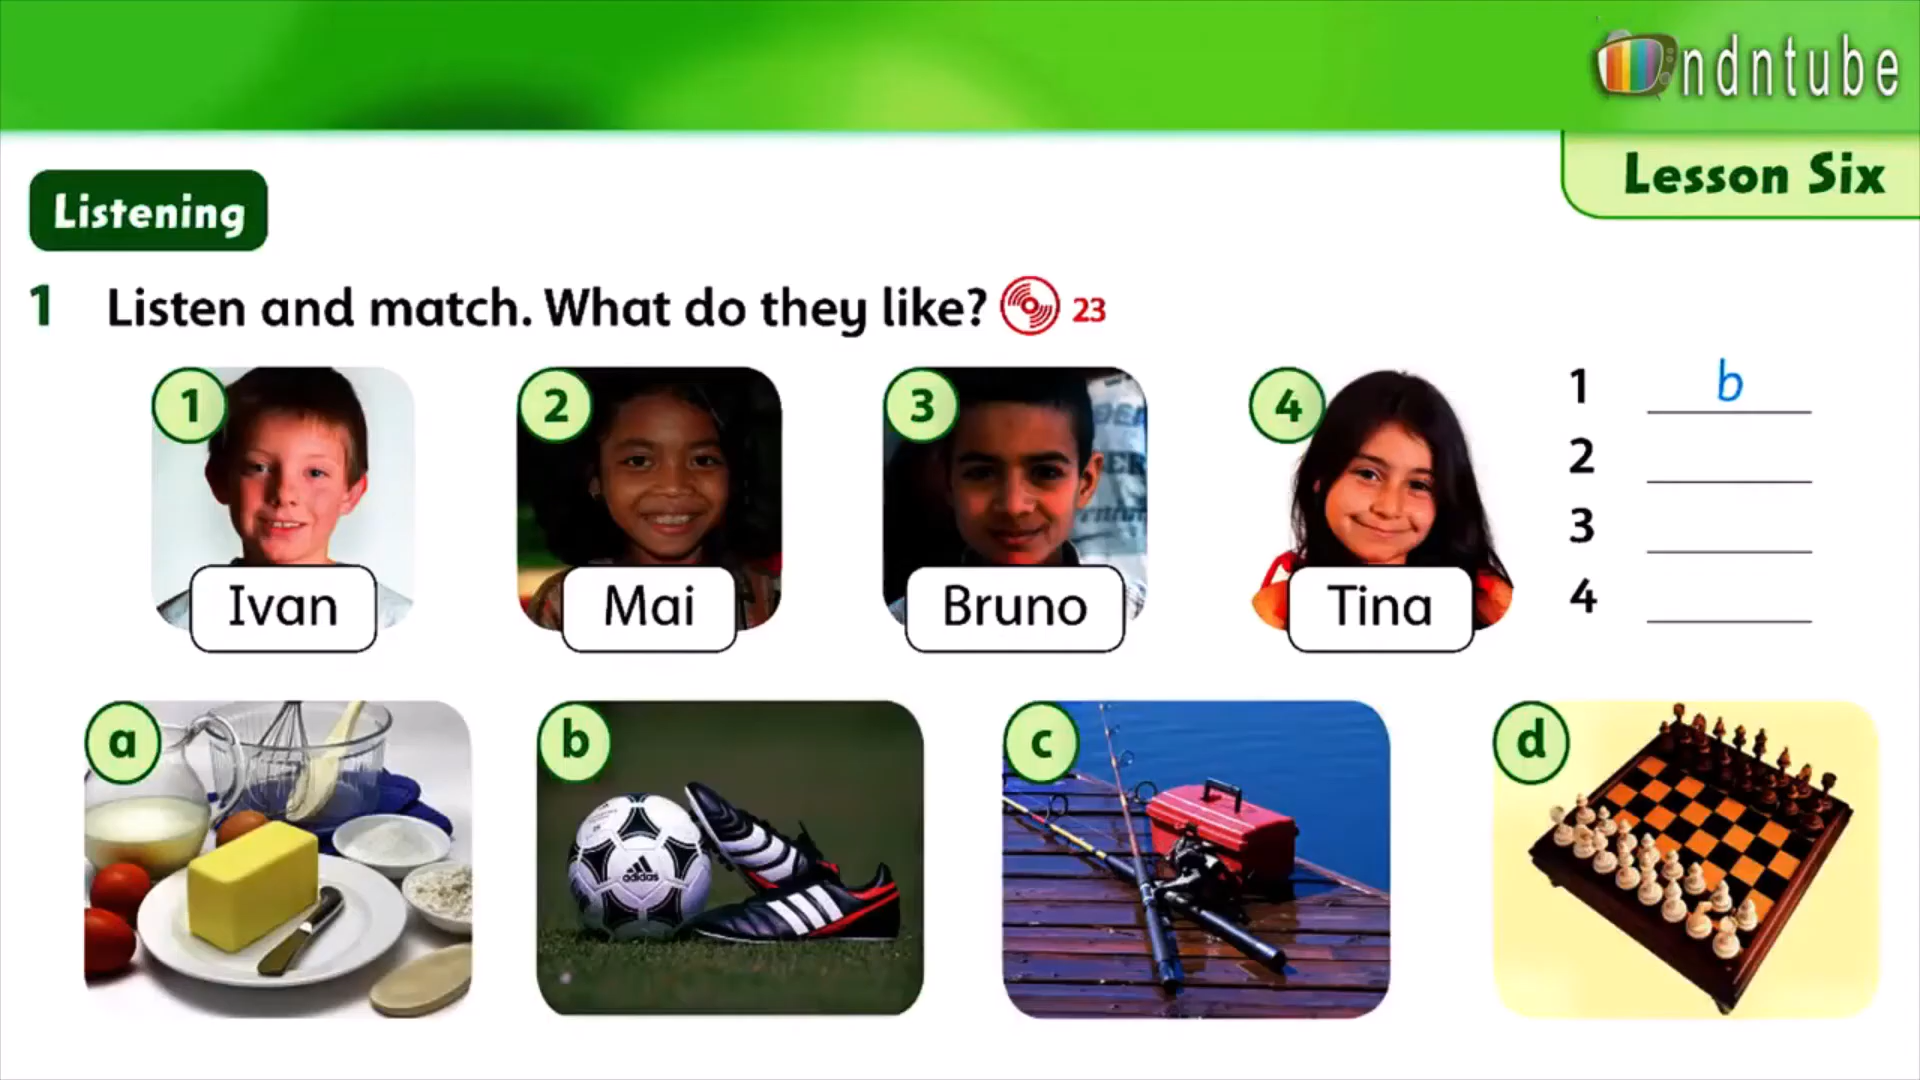 ndntube
Lesson Six
Listening
1 Listen and match. What do they like? 23
1 2 3 4
Ivan Mai Bruno Tina
1 b
2
3
4
a b c d
adidas